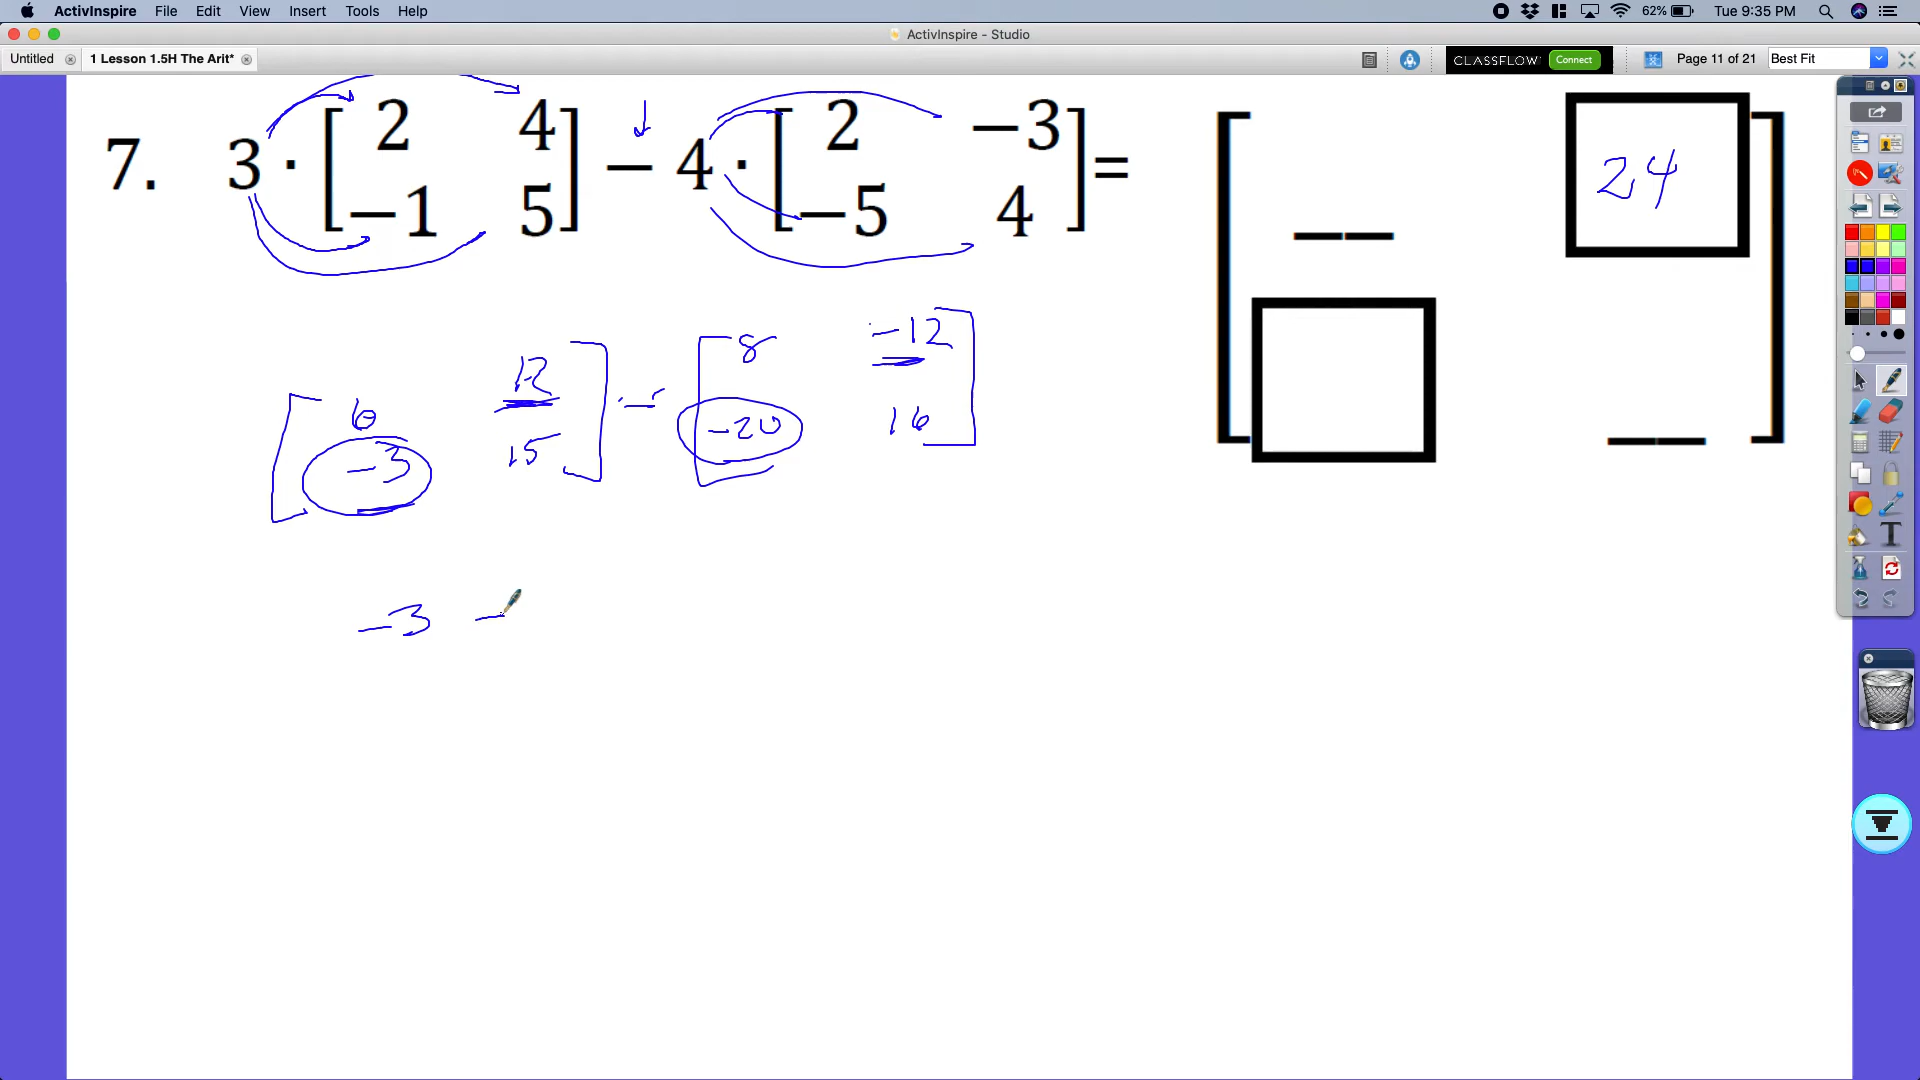 ActivInspire File Edit View Insert Tools Help 62% Tue 9:35 PM
ActivInspire - Studio
Untitled 1 Lesson 1.5H The Arit* CLASSFLOW Connect Page 11 of 21 Best Fit
7. 3 · [ 2 4 ] − 4 · [ 2 −3 ] = [ __ 24 ]
[ −1 5 ] [ −5 4 ] [ __ ]
[ 6 12 ] − [ 8 −12 ]
[ −3 15 ] [ −20 16 ]
−3 −
T